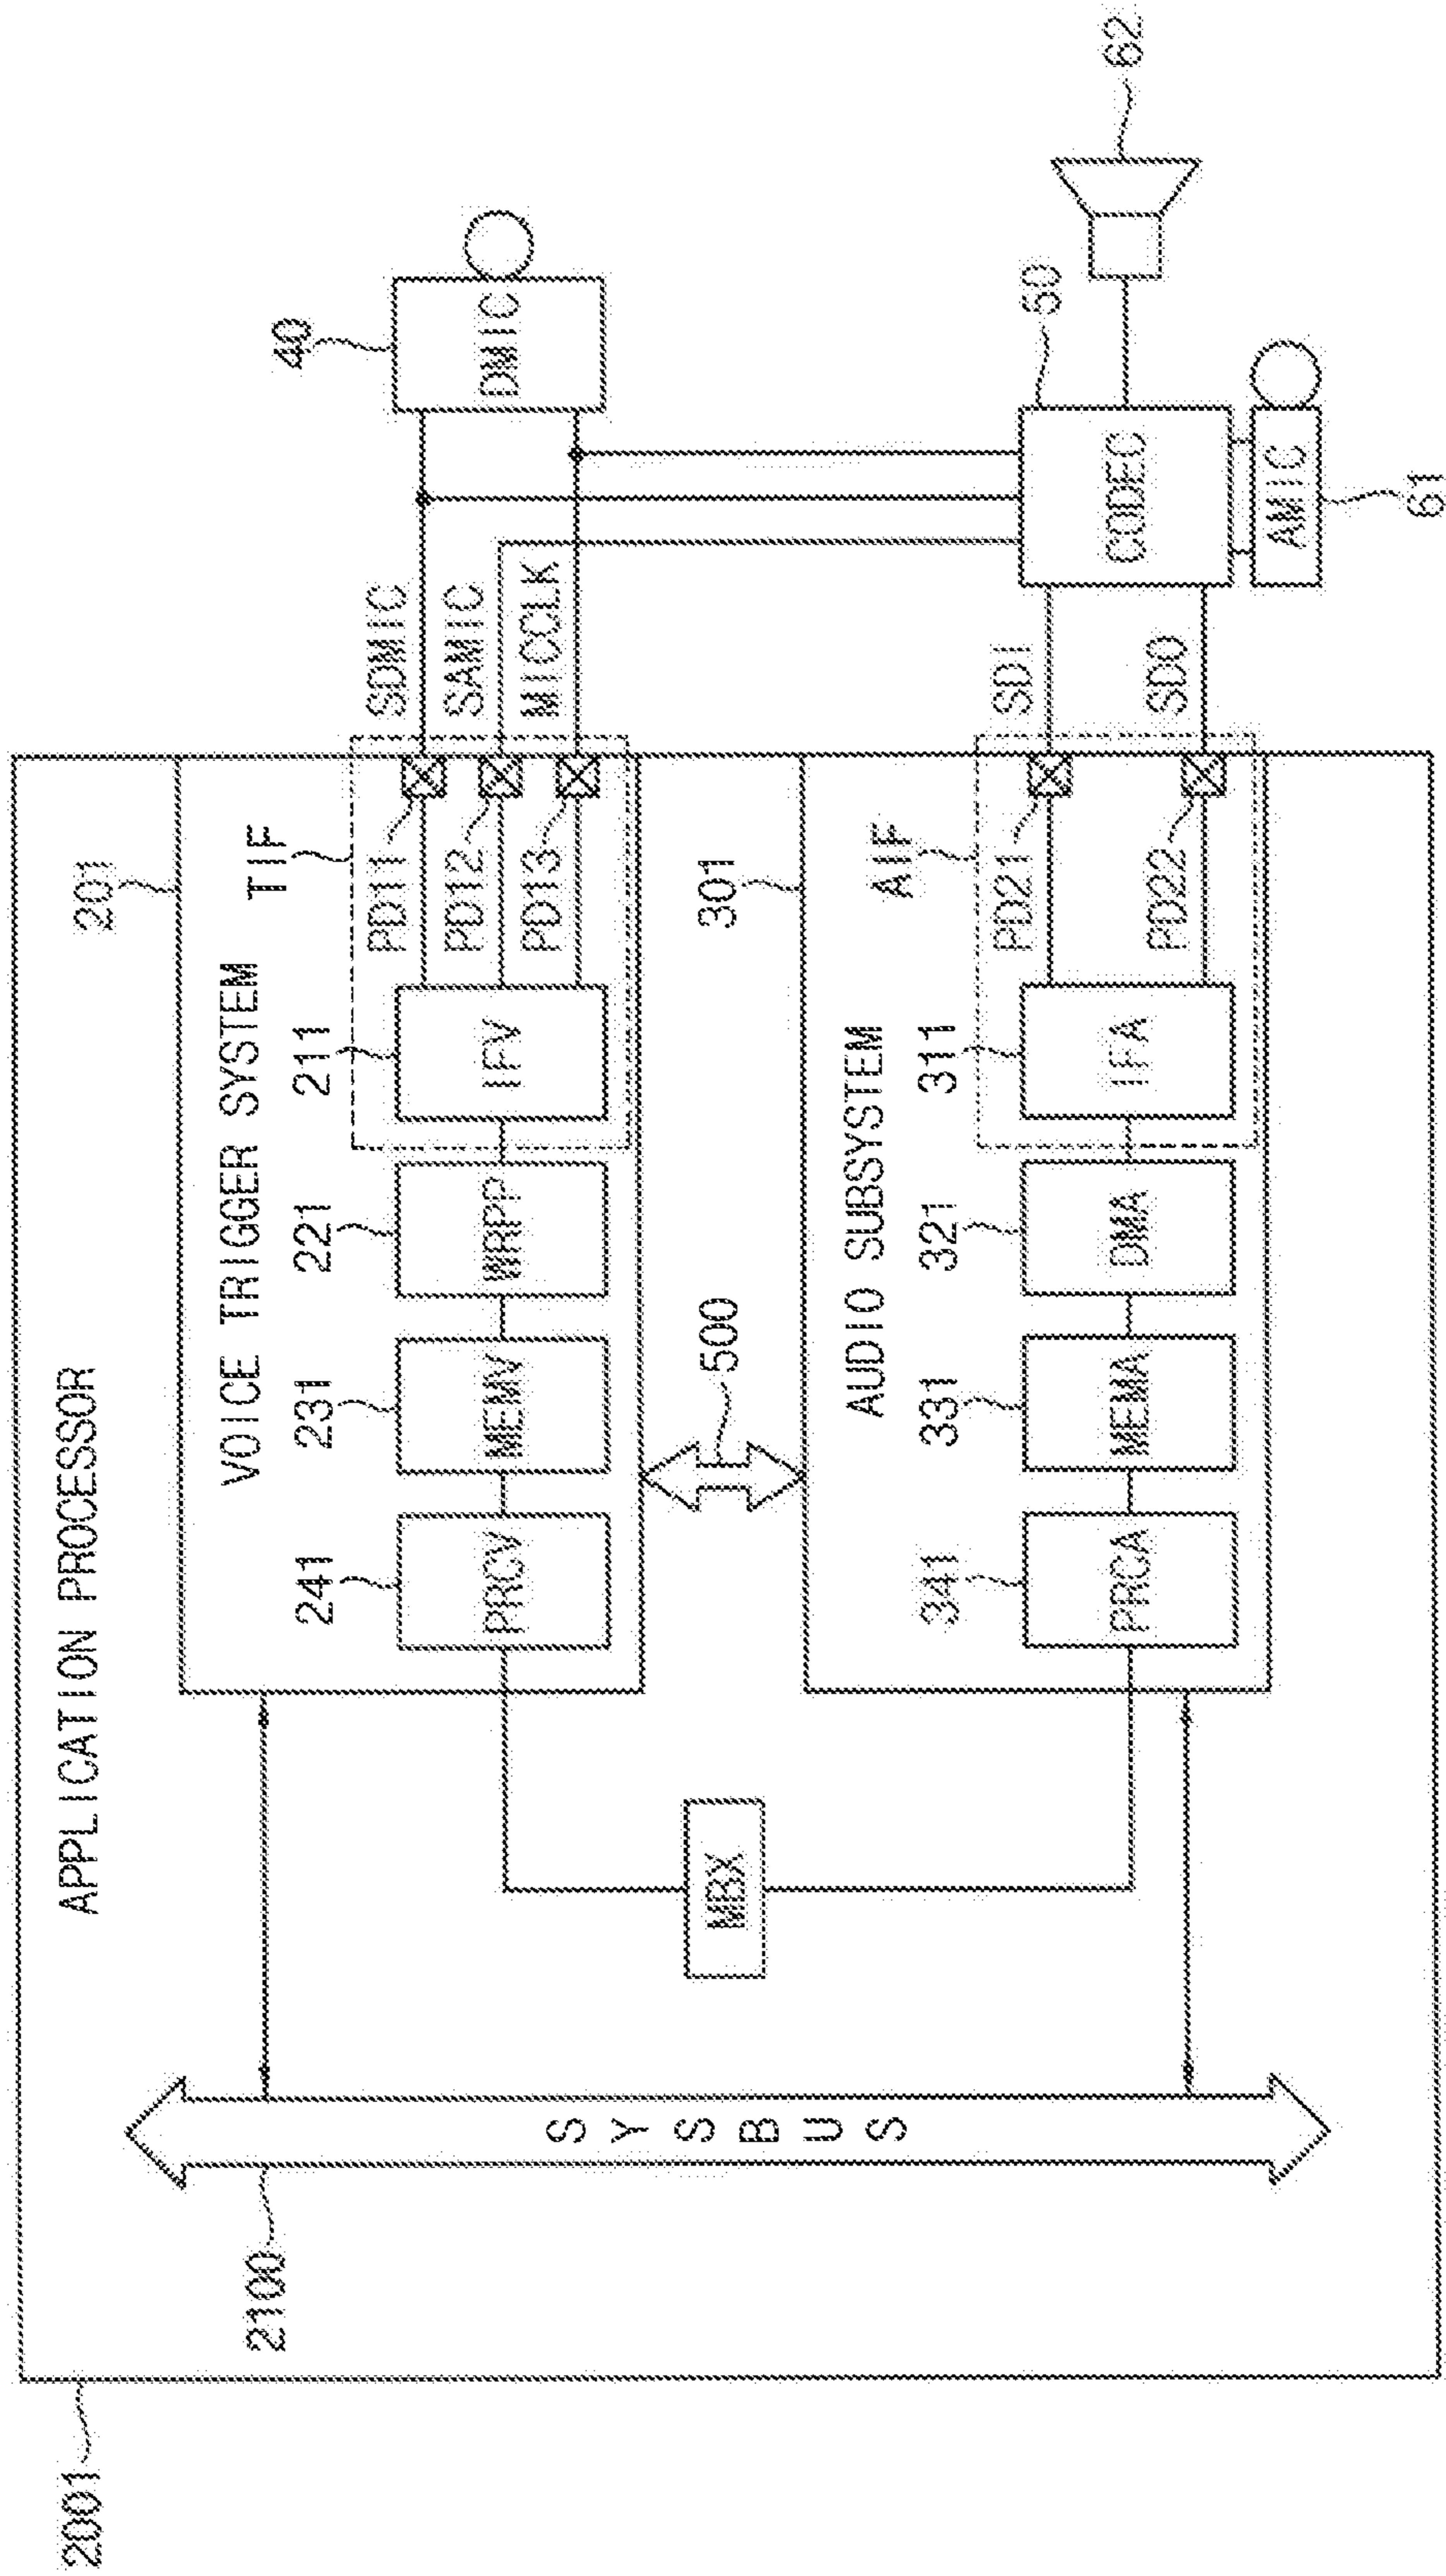 2001
APPLICATION PROCESSOR
2100
SYSBUS
201
VOICE TRIGGER SYSTEM
TIF
241
231
221
211
PRCV
MEMV
WRPP
IFV
PD11
PD12
PD13
SDMIC
SAMIC
MICCLK
40
DMIC
MBX
500
301
AUDIO SUBSYSTEM
AIF
341
331
321
311
PRCA
MEMA
DMA
IFA
PD21
PD22
SDI
SDO
50
CODEC
62
AMIC
61